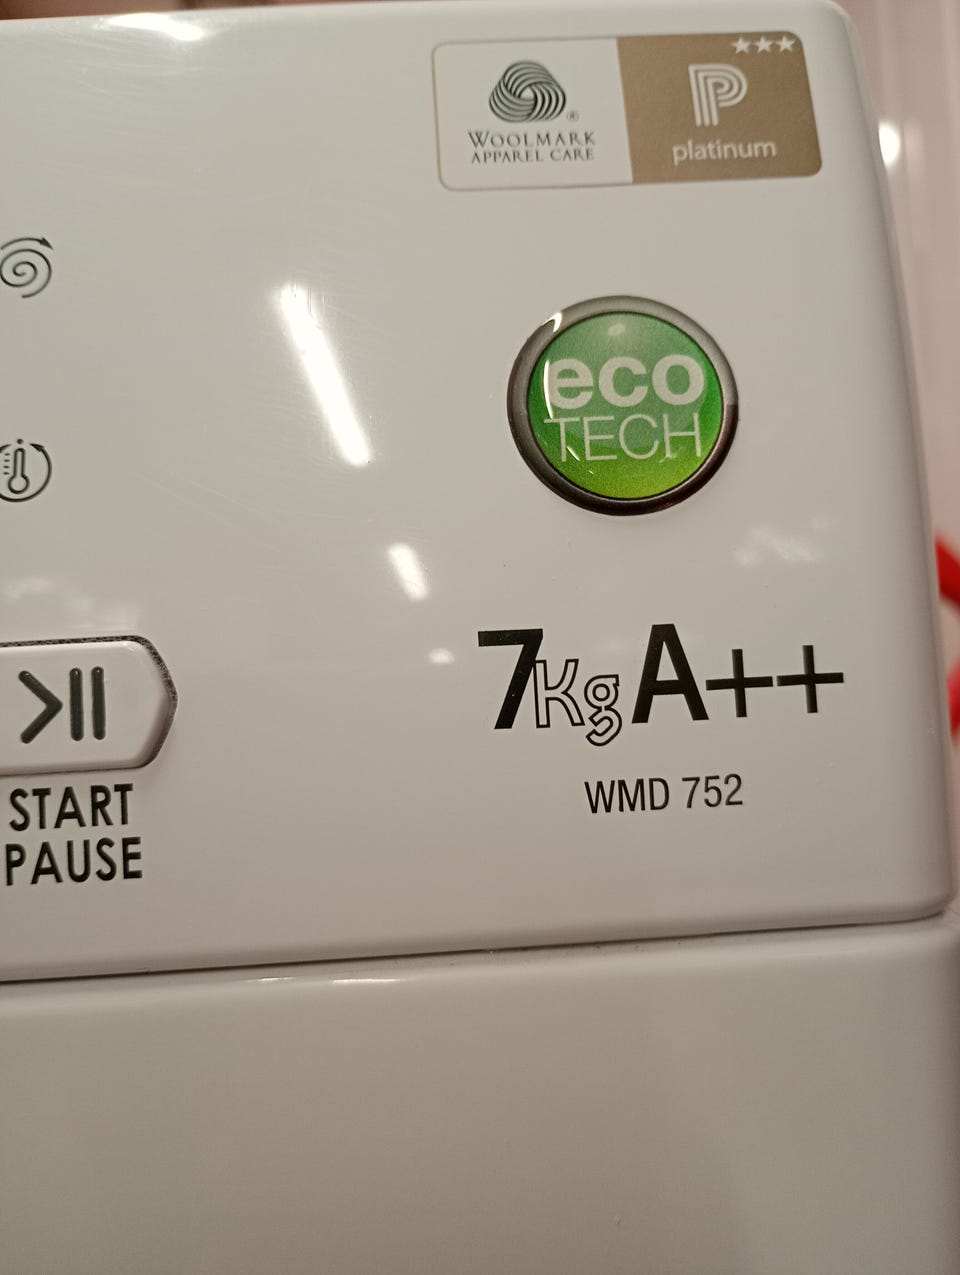 WOOLMARK
APPAREL CARE
platinum
eco
TECH
7Kg A++
WMD 752
START
PAUSE